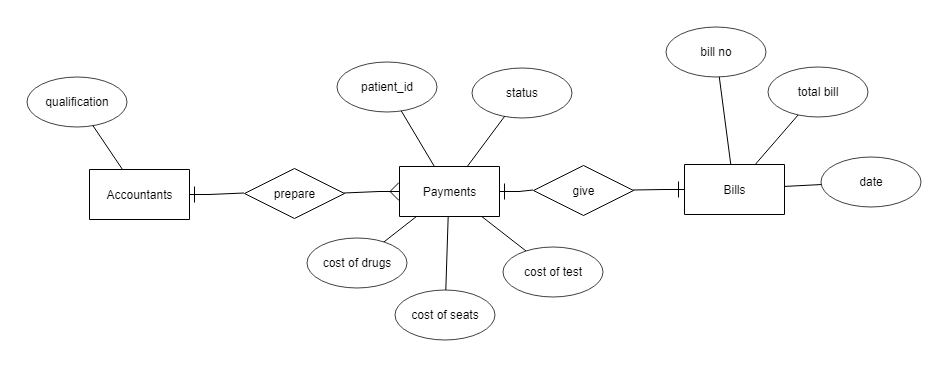 bill no
patient_id
status
total bill
qualification
date
Accountants
prepare
Payments
give
Bills
cost of drugs
cost of test
cost of seats